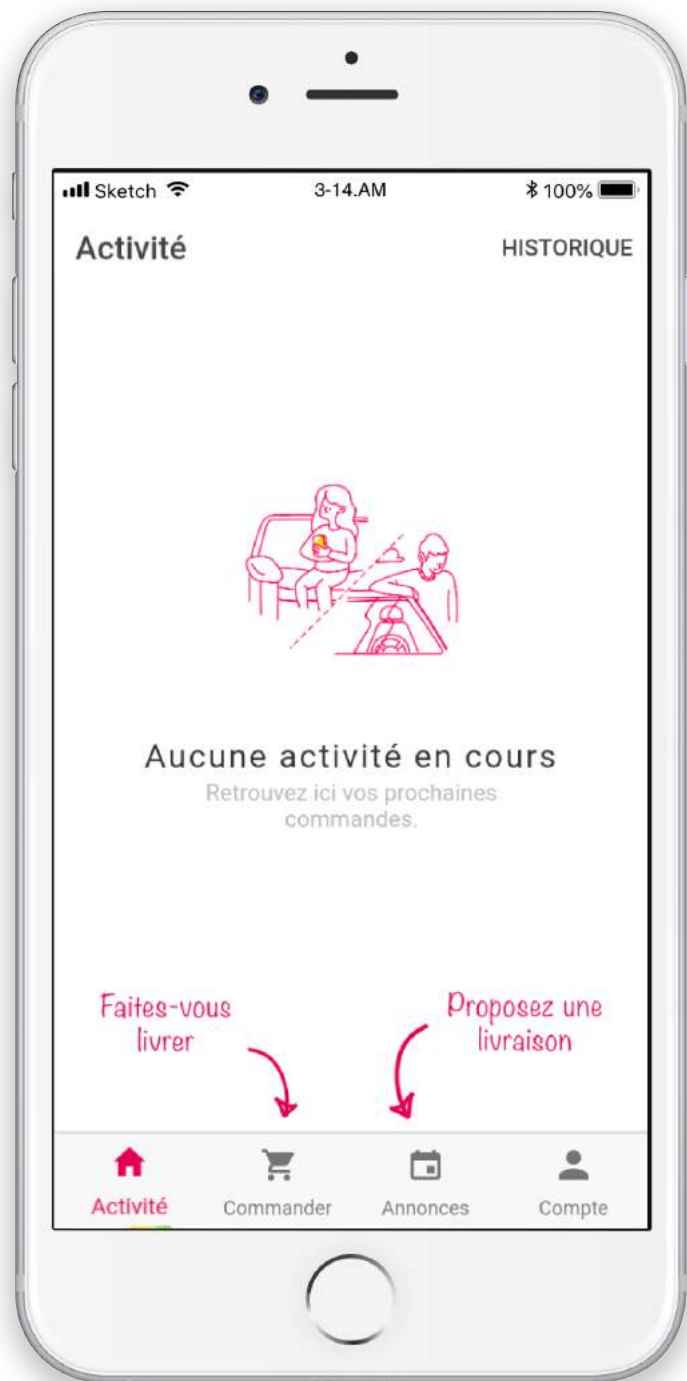 Sketch 3-14.AM 100%
Activité HISTORIQUE
Aucune activité en cours
Retrouvez ici vos prochaines
commandes.
Faites-vous
livrer
Proposez une
livraison
Activité Commander Annonces Compte